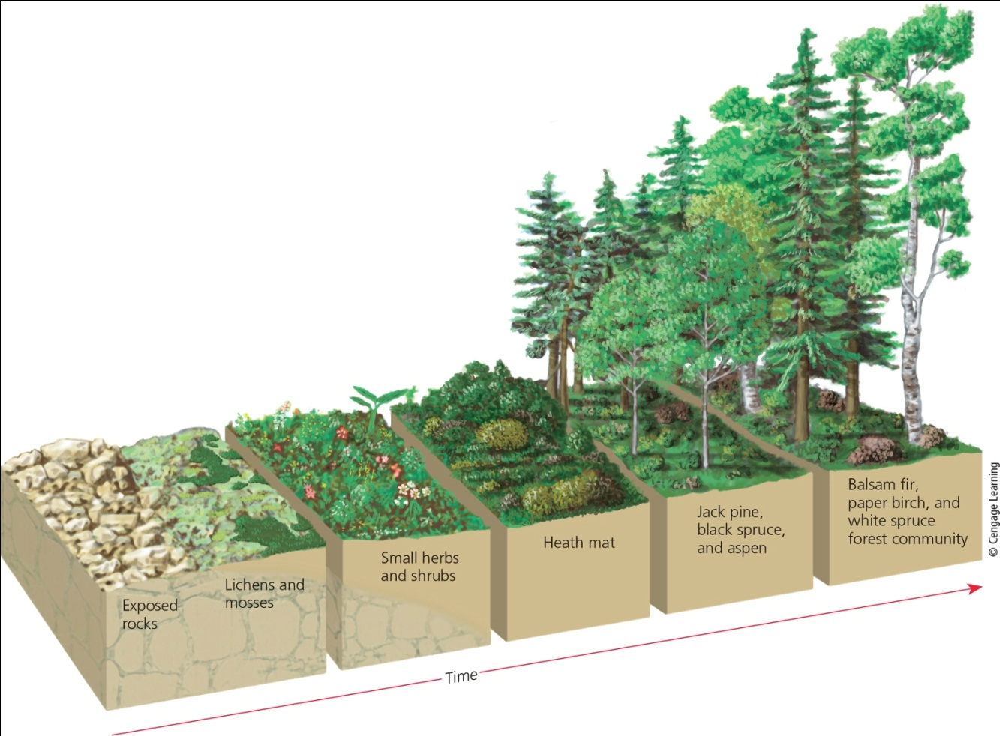 Exposed
rocks
Lichens and
mosses
Small herbs
and shrubs
Heath mat
Jack pine,
black spruce,
and aspen
Balsam fir,
paper birch, and
white spruce
forest community
Time
© Cengage Learning